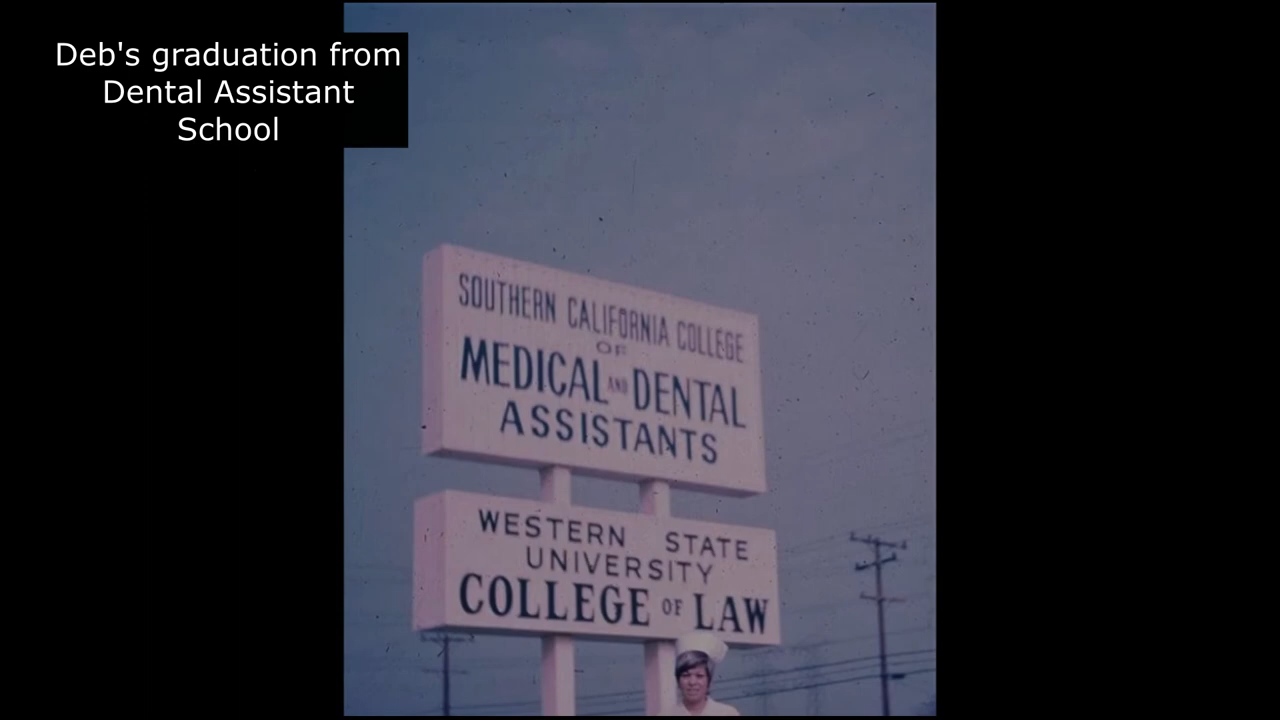 Deb's graduation from
Dental Assistant
School
SOUTHERN CALIFORNIA COLLEGE
OF
MEDICAL AND DENTAL
ASSISTANTS
WESTERN STATE
UNIVERSITY
COLLEGE OF LAW